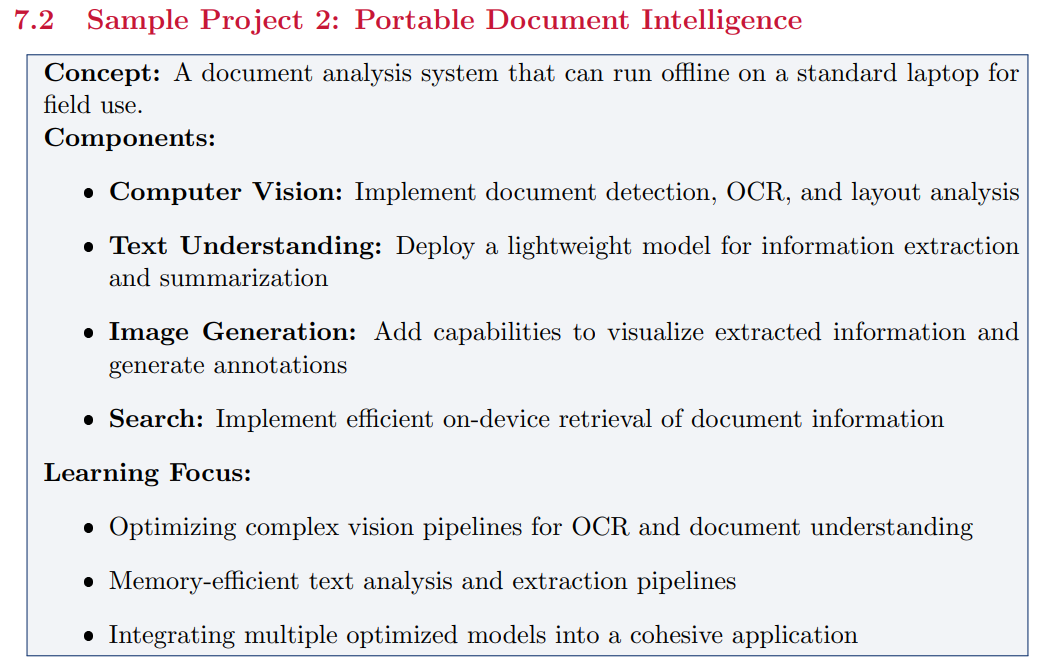 7.2 Sample Project 2: Portable Document Intelligence
Concept: A document analysis system that can run offline on a standard laptop for
field use.
Components:
• Computer Vision: Implement document detection, OCR, and layout analysis
• Text Understanding: Deploy a lightweight model for information extraction
and summarization
• Image Generation: Add capabilities to visualize extracted information and
generate annotations
• Search: Implement efficient on-device retrieval of document information
Learning Focus:
• Optimizing complex vision pipelines for OCR and document understanding
• Memory-efficient text analysis and extraction pipelines
• Integrating multiple optimized models into a cohesive application